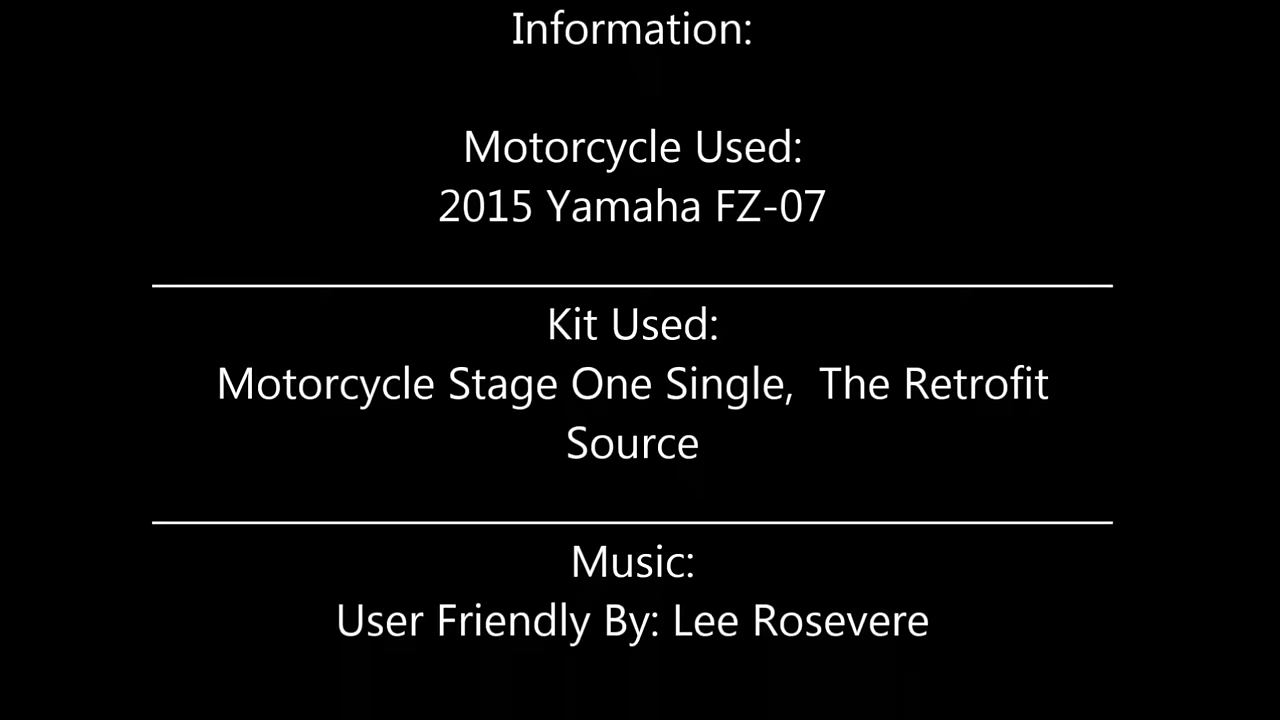 Information:
Motorcycle Used:
2015 Yamaha FZ-07
Kit Used:
Motorcycle Stage One Single,  The Retrofit
Source
Music:
User Friendly By: Lee Rosevere